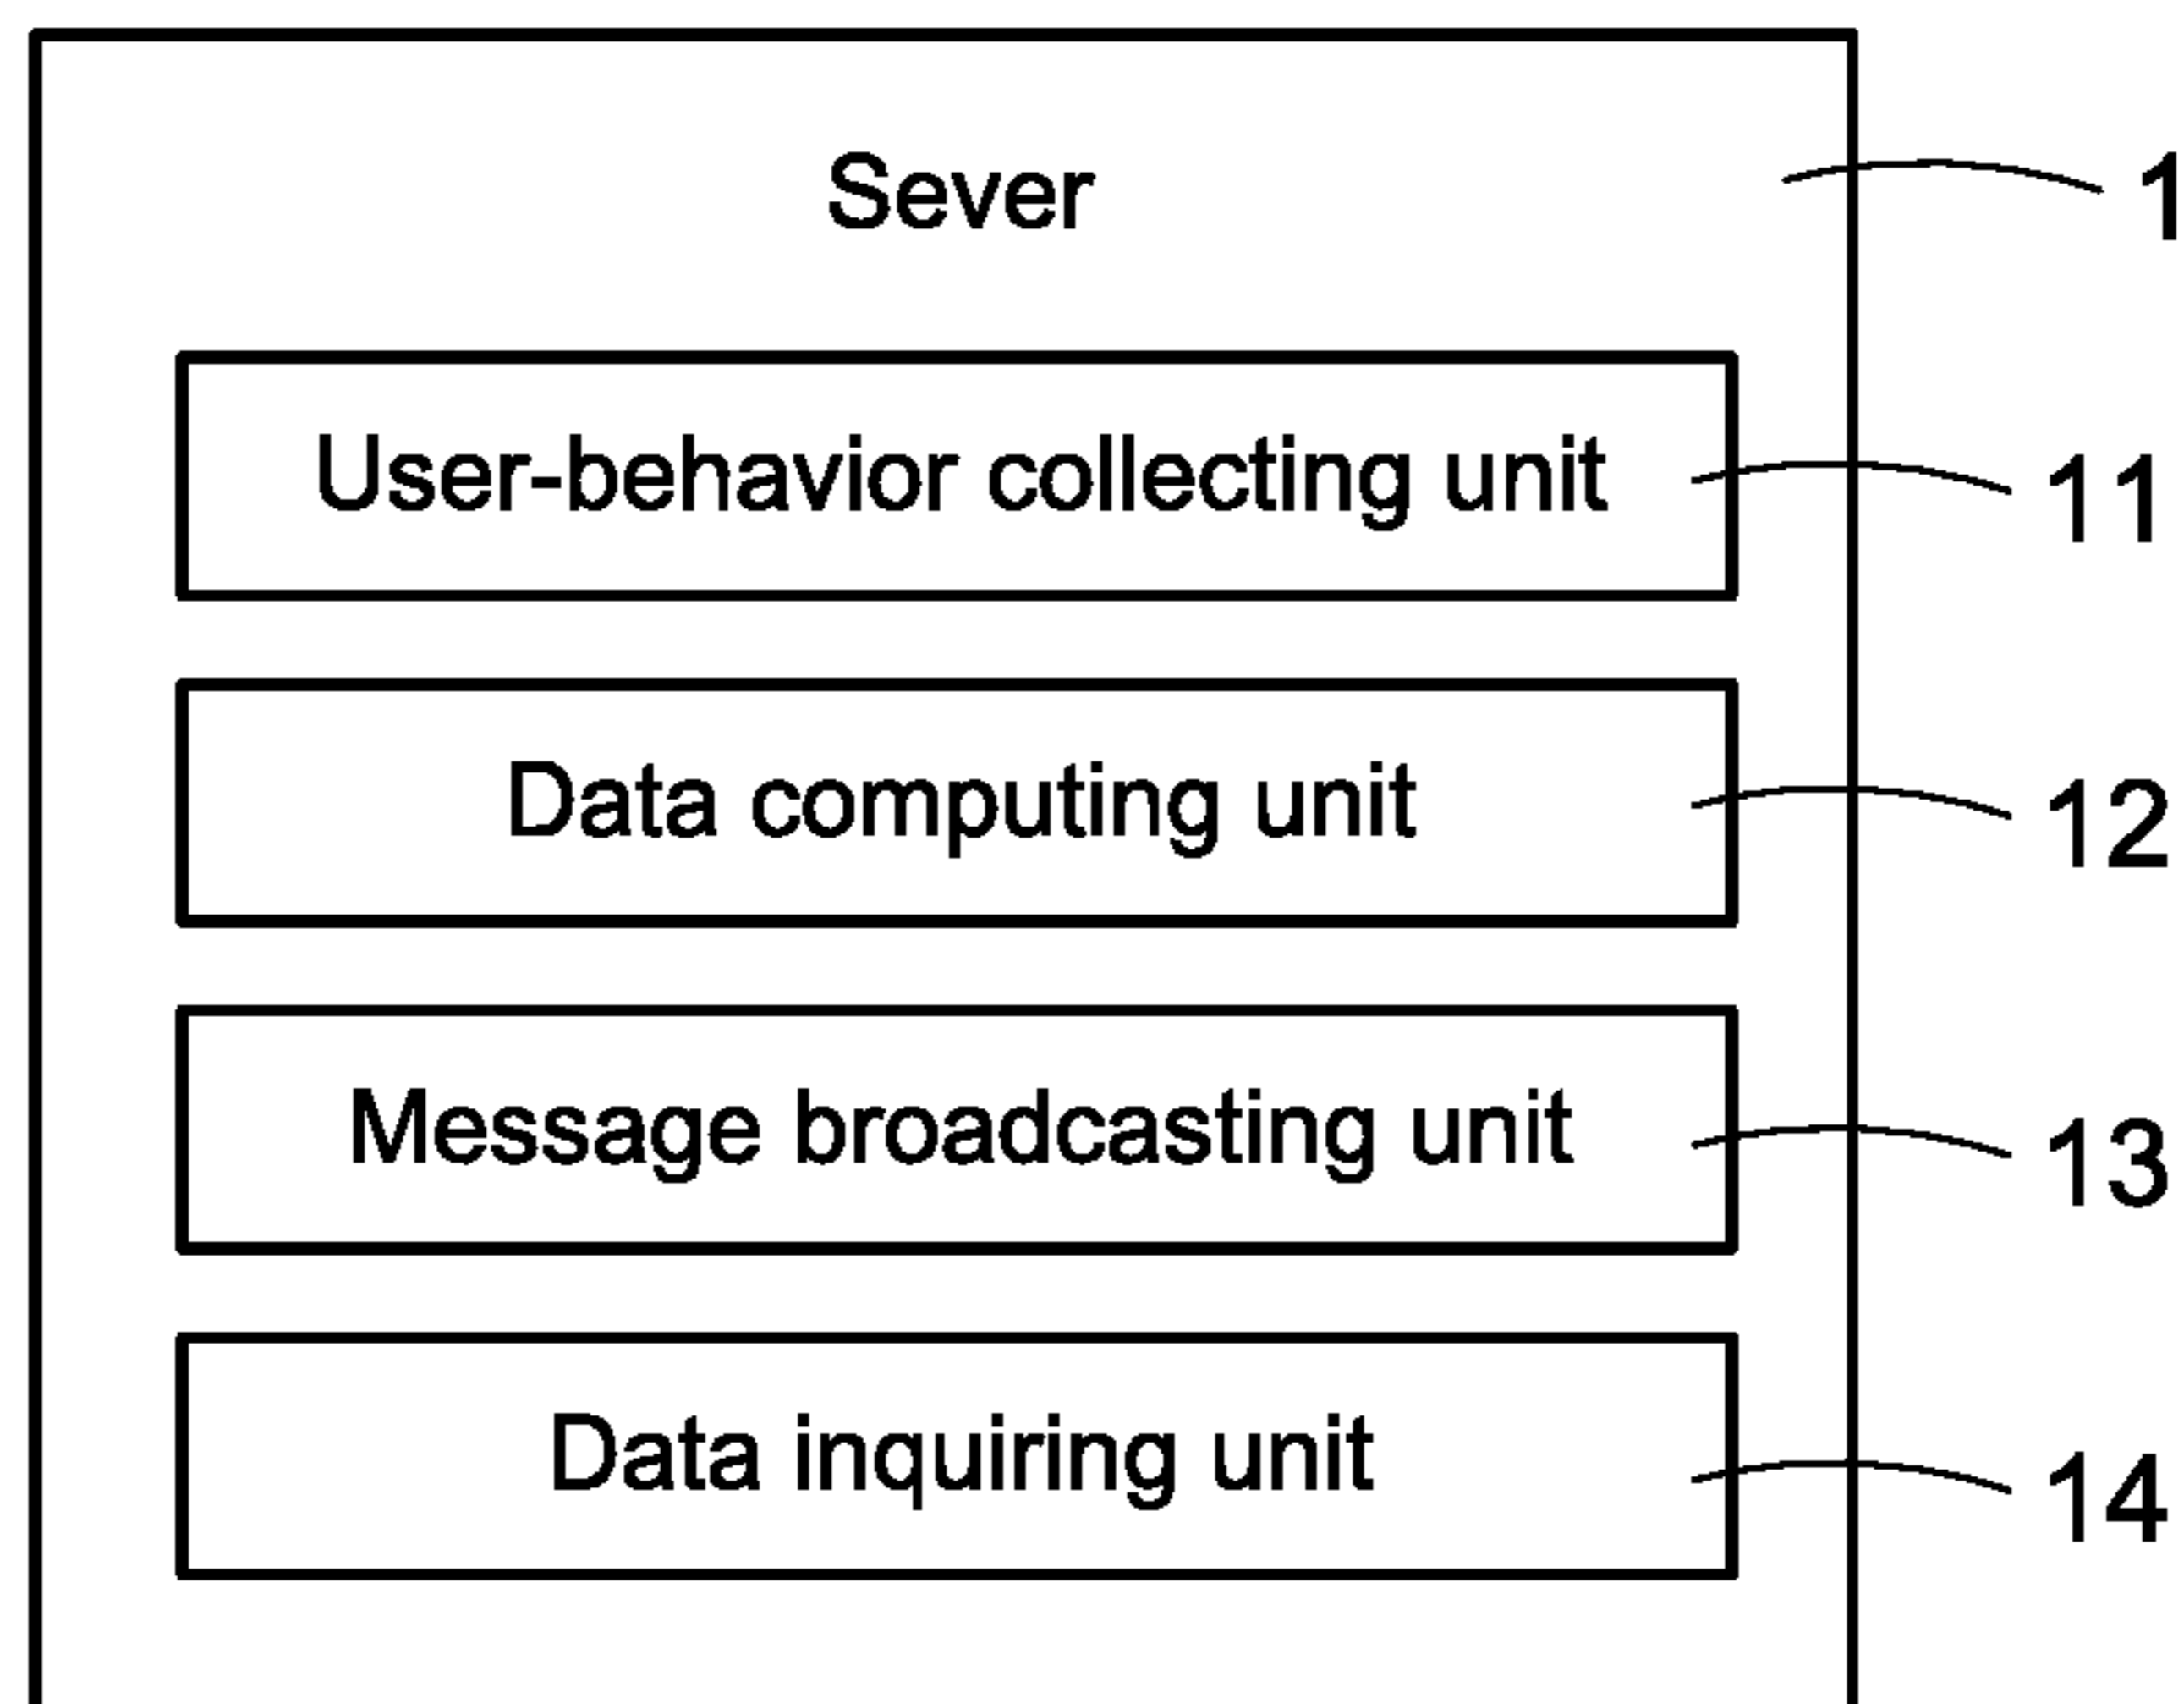 Sever
1
User-behavior collecting unit
11
Data computing unit
12
Message broadcasting unit
13
Data inquiring unit
14